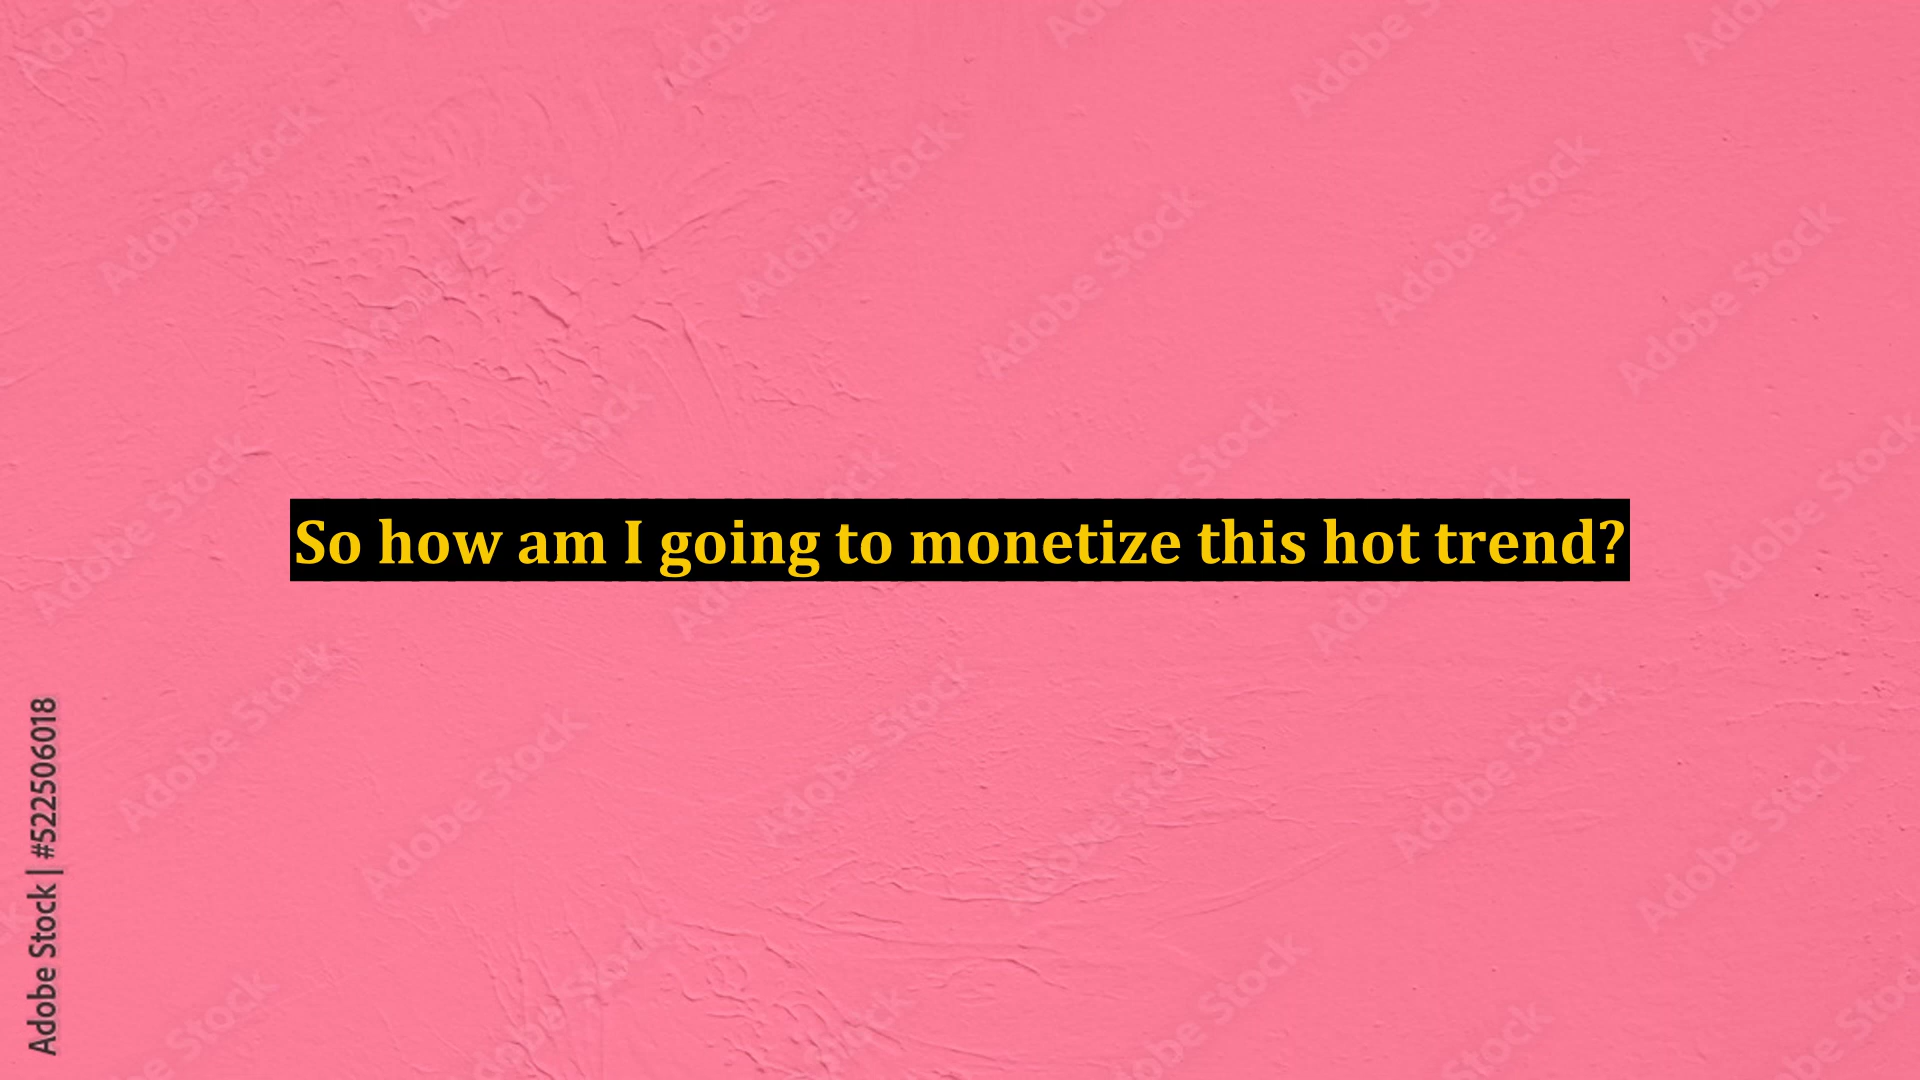 So how am I going to monetize this hot trend?
Adobe Stock | #522506018